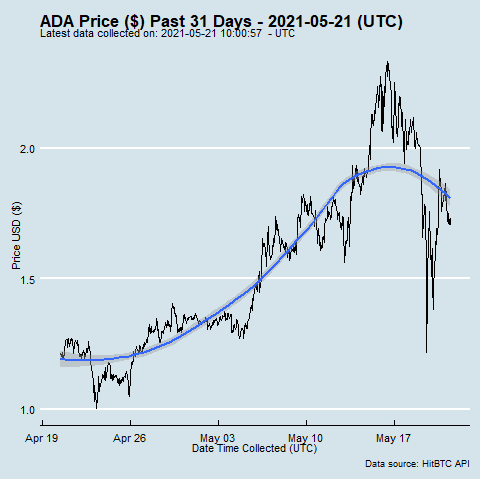 ADA Price ($) Past 31 Days - 2021-05-21 (UTC)
Latest data collected on: 2021-05-21 10:00:57 - UTC
Price USD ($)
2.0
1.5
1.0
Apr 19 Apr 26 May 03 May 10 May 17
Date Time Collected (UTC)
Data source: HitBTC API